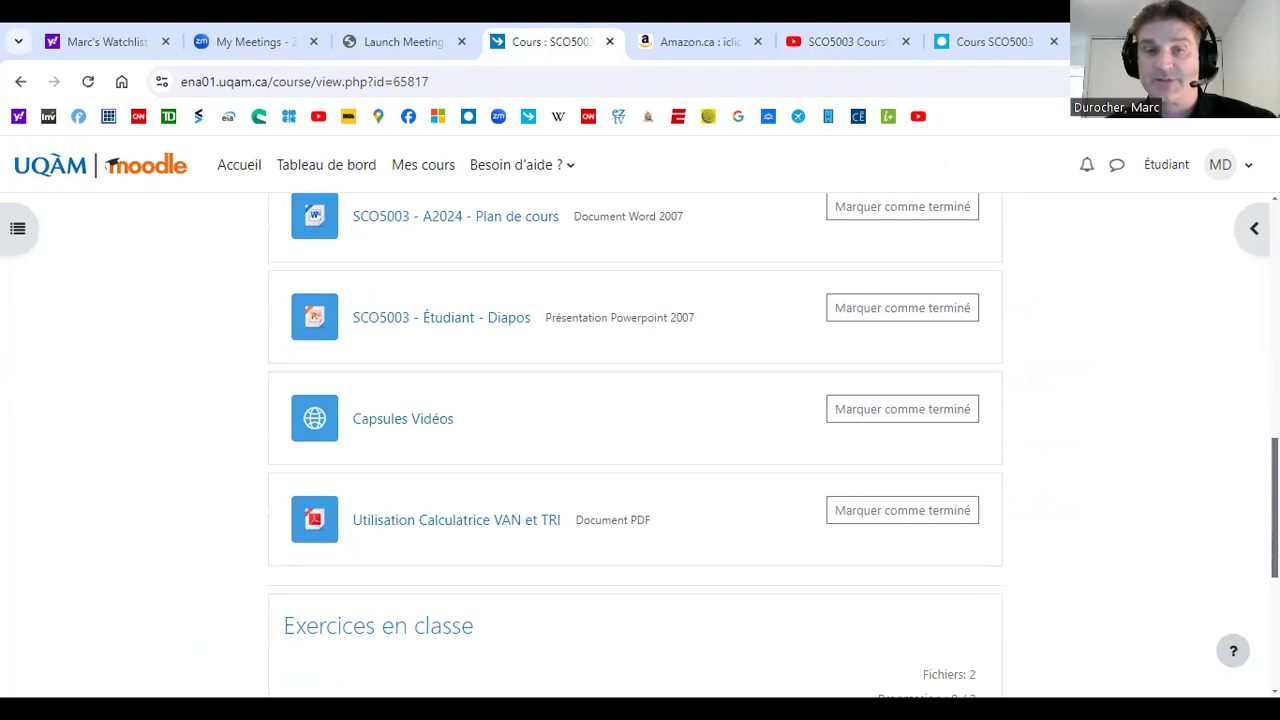 Marc's Watchlist
My Meetings - Z
Launch Meeting
Cours : SCO5003
Amazon.ca : iclic
SCO5003 Cours
Cours SCO5003
ena01.uqam.ca/course/view.php?id=65817
Durocher, Marc
UQÀM | moodle
Accueil
Tableau de bord
Mes cours
Besoin d'aide ?
Étudiant
MD
SCO5003 - A2024 - Plan de cours
Document Word 2007
Marquer comme terminé
SCO5003 - Étudiant - Diapos
Présentation Powerpoint 2007
Marquer comme terminé
Capsules Vidéos
Marquer comme terminé
Utilisation Calculatrice VAN et TRI
Document PDF
Marquer comme terminé
Exercices en classe
Fichiers: 2
?